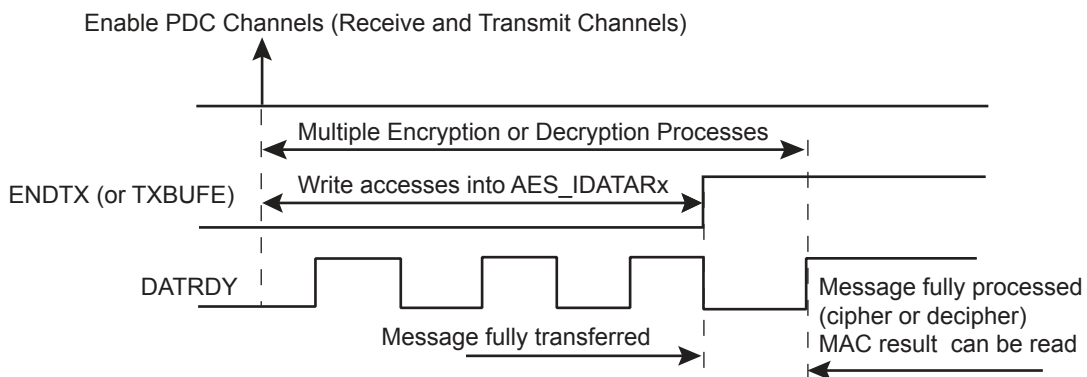 Enable PDC Channels (Receive and Transmit Channels)
Multiple Encryption or Decryption Processes
Write accesses into AES_IDATARx
ENDTX (or TXBUFE)
DATRDY
Message fully transferred
Message fully processed
(cipher or decipher)
MAC result can be read